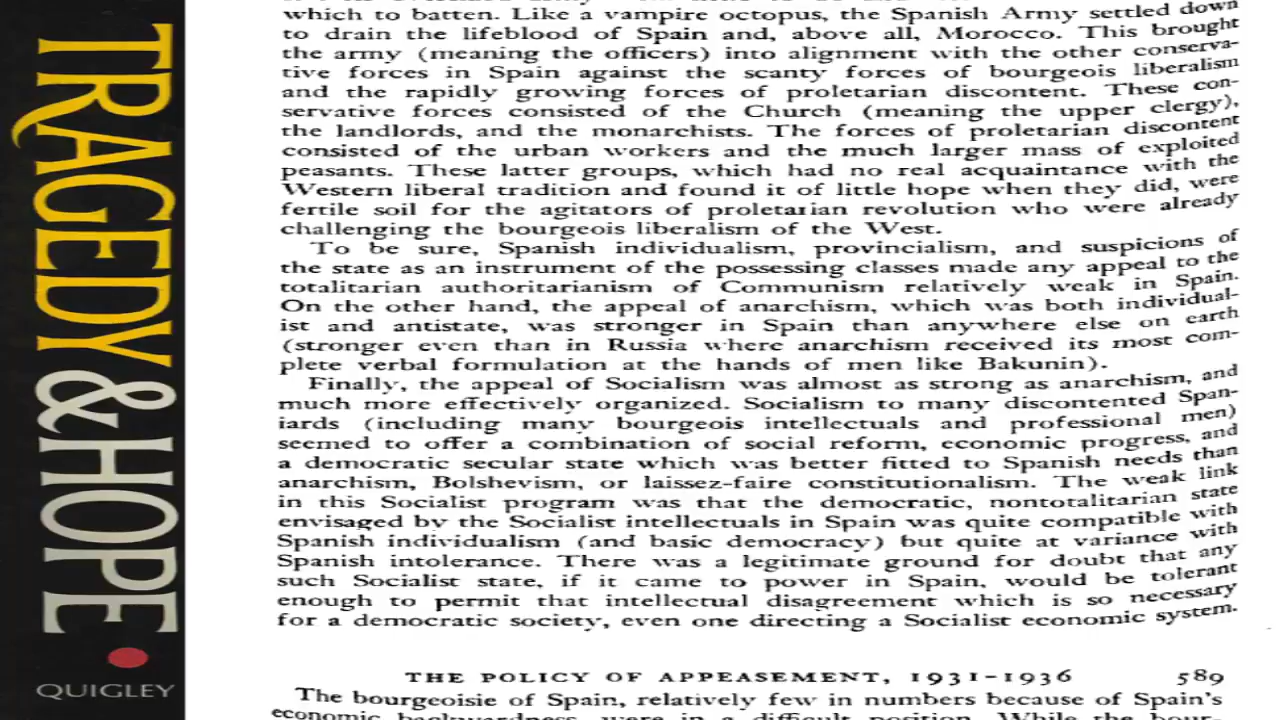 TRAGEDY & HOPE
QUIGLEY
which to batten. Like a vampire octopus, the Spanish Army settled down
to drain the lifeblood of Spain and, above all, Morocco. This brought
the army (meaning the officers) into alignment with the other conserva-
tive forces in Spain against the scanty forces of bourgeois liberalism
and the rapidly growing forces of proletarian discontent. These con-
servative forces consisted of the Church (meaning the upper clergy),
the landlords, and the monarchists. The forces of proletarian discontent
consisted of the urban workers and the much larger mass of exploited
peasants. These latter groups, which had no real acquaintance with the
Western liberal tradition and found it of little hope when they did, were
fertile soil for the agitators of proletarian revolution who were already
challenging the bourgeois liberalism of the West.
To be sure, Spanish individualism, provincialism, and suspicions of
the state as an instrument of the possessing classes made any appeal to the
totalitarian authoritarianism of Communism relatively weak in Spain.
On the other hand, the appeal of anarchism, which was both individual-
ist and antistate, was stronger in Spain than anywhere else on earth
(stronger even than in Russia where anarchism received its most com-
plete verbal formulation at the hands of men like Bakunin).
Finally, the appeal of Socialism was almost as strong as anarchism, and
much more effectively organized. Socialism to many discontented Span-
iards (including many bourgeois intellectuals and professional men)
seemed to offer a combination of social reform, economic progress, and
a democratic secular state which was better fitted to Spanish needs than
anarchism, Bolshevism, or laissez-faire constitutionalism. The weak link
in this Socialist program was that the democratic, nontotalitarian state
envisaged by the Socialist intellectuals in Spain was quite compatible with
Spanish individualism (and basic democracy) but quite at variance with
Spanish intolerance. There was a legitimate ground for doubt that any
such Socialist state, if it came to power in Spain, would be tolerant
enough to permit that intellectual disagreement which is so necessary
for a democratic society, even one directing a Socialist economic system.
THE POLICY OF APPEASEMENT, 1931-1936 589
The bourgeoisie of Spain, relatively few in numbers because of Spain's
economic backwardness, were in a difficult position. While the bour-